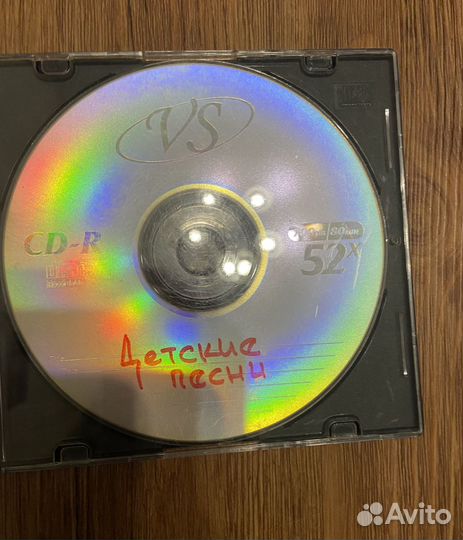 VS
CD-R
80min
52x
Детские
песни
Avito